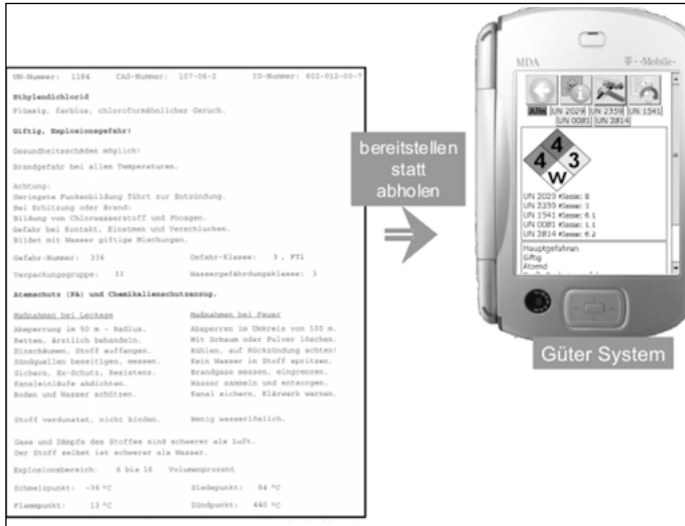 UN-Nummer: 1184 CAS-Nummer: 107-06-2 ID-Nummer: 602-012-00-7
Ethylendichlorid
Flüssig, farblos, chloroformähnlicher Geruch.
Giftig, Explosionsgefahr!
Gesundheitsschäden möglich!
Brandgefahr bei allen Temperaturen.
Achtung:
Geringste Funkenbildung führt zur Entzündung.
Bei Erhitzung oder Brand:
Bildung von Chlorwasserstoff und Phosgen.
Gefahr bei Kontakt, Einatmen und Verschlucken.
Bildet mit Wasser giftige Mischungen.
Gefahr-Nummer: 336 Gefahr-Klasse: 3 , FT1
Verpackungsgruppe: II Wassergefährdungsklasse: 3
Atemschutz (PA) und Chemikalienschutzanzug.
Maßnahmen bei Leckage Maßnahmen bei Feuer
Absperrung im 50 m - Radius. Absperren im Umkreis von 100 m.
Retten, ärztlich behandeln. Mit Schaum oder Pulver löschen.
Einschäumen, Stoff auffangen. Kühlen, auf Rückzündung achten!
Zündquellen beseitigen, messen. Kein Wasser in Stoff spritzen.
Sichern, Ex-Schutz, Resistenz. Brandgase messen, eingrenzen.
Kanaleinläufe abdichten. Wasser sammeln und entsorgen.
Boden und Wasser schützen. Kanal sichern, Klärwerk warnen.
Stoff verdunstet, nicht binden. Wenig wasserlöslich.
Gase und Dämpfe des Stoffes sind schwerer als Luft.
Der Stoff selbst ist schwerer als Wasser.
Explosionsbereich: 6 bis 16 Volumenprozent
Schmelzpunkt: -36 °C Siedepunkt: 84 °C
Flammpunkt: 13 °C Zündpunkt: 440 °C
bereitstellen
statt
abholen
MDA T··Mobile·
Alle UN 2029 UN 2359 UN 1541
UN 0081 UN 2814
4
4 3
W
UN 2029 Klasse: 8
UN 2359 Klasse: 3
UN 1541 Klasse: 6.1
UN 0081 Klasse: 1.1
UN 2814 Klasse: 6.2
Hauptgefahren
Giftig
Ätzend
Güter System